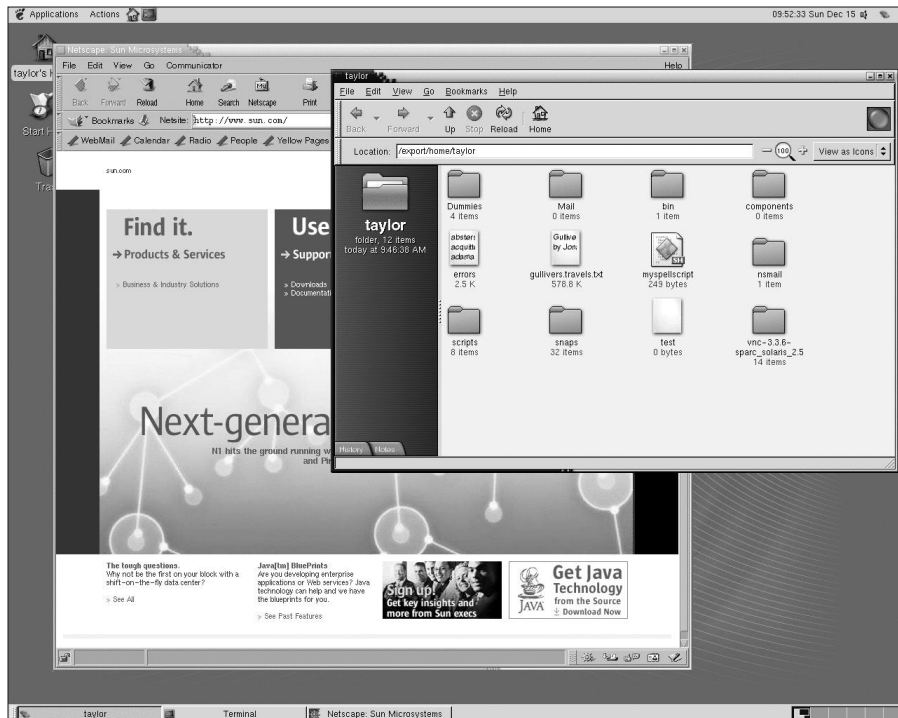 Applications Actions
09:52:33 Sun Dec 15
taylor's H
Start H
Tras
Netscape: Sun Microsystems
File Edit View Go Communicator Help
Back Forward Reload Home Search Netscape Print
Bookmarks Netsite: http://www.sun.com/
WebMail Calendar Radio People Yellow Pages
sun.com
Find it.
→ Products & Services
» Business & Industry Solutions
Use
→ Suppor
» Downloads
» Documentati
Next-genera
N1 hits the ground running w
and Pi
The tough questions.
Why not be the first on your block with a
shift-on-the-fly data center?
» See All
Java[tm] BluePrints
Are you developing enterprise
applications or Web services? Java
technology can help and we have
the blueprints for you.
» See Past Features
Sign up!
Get key insights and
more from Sun execs
JAVA
Get Java
Technology
from the Source
Download Now
taylor
File Edit View Go Bookmarks Help
Back Forward Up Stop Reload Home
Location: /export/home/taylor
100
View as Icons
taylor
folder, 12 items
today at 9:46:38 AM
History Notes
Dummies
4 items
Mail
0 items
bin
1 item
components
0 items
abster
acquitt
adama
errors
2.5 K
Gullive
by Jon
gullivers.travels.txt
578.8 K
SH
myspellscript
249 bytes
nsmail
1 item
scripts
8 items
snaps
32 items
test
0 bytes
vnc-3.3.6-
sparc_solaris_2.5
14 items
taylor
Terminal
Netscape: Sun Microsystems